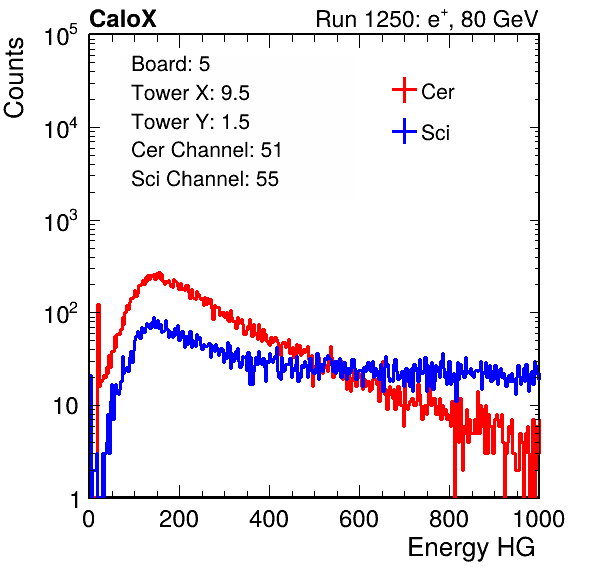 CaloX Run 1250: e⁺, 80 GeV
Counts
10⁵
10⁴
10³
10²
10
1
Board: 5
Tower X: 9.5
Tower Y: 1.5
Cer Channel: 51
Sci Channel: 55
Cer
Sci
0 200 400 600 800 1000
Energy HG